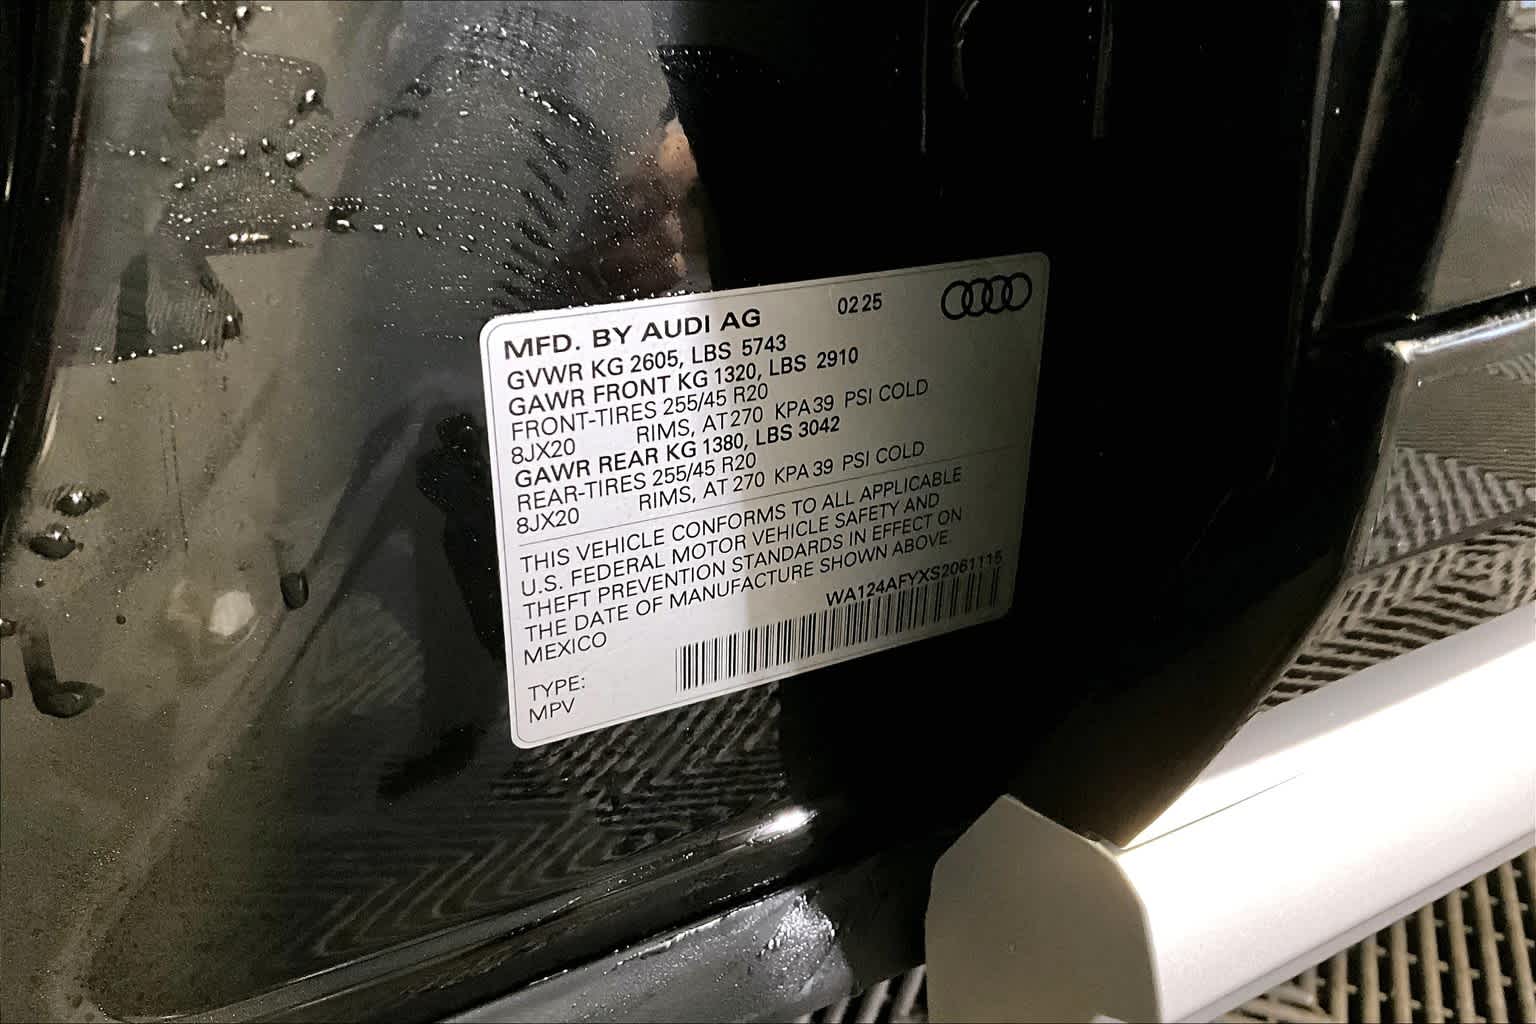 MFD. BY AUDI AG 02 25
GVWR KG 2605, LBS 5743
GAWR FRONT KG 1320, LBS 2910
FRONT-TIRES 255/45 R20
8JX20 RIMS, AT 270 KPA 39 PSI COLD
GAWR REAR KG 1380, LBS 3042
REAR-TIRES 255/45 R20
8JX20 RIMS, AT 270 KPA 39 PSI COLD
THIS VEHICLE CONFORMS TO ALL APPLICABLE
U.S. FEDERAL MOTOR VEHICLE SAFETY AND
THEFT PREVENTION STANDARDS IN EFFECT ON
THE DATE OF MANUFACTURE SHOWN ABOVE.
MEXICO WA124AFYXS2061115
TYPE:
MPV